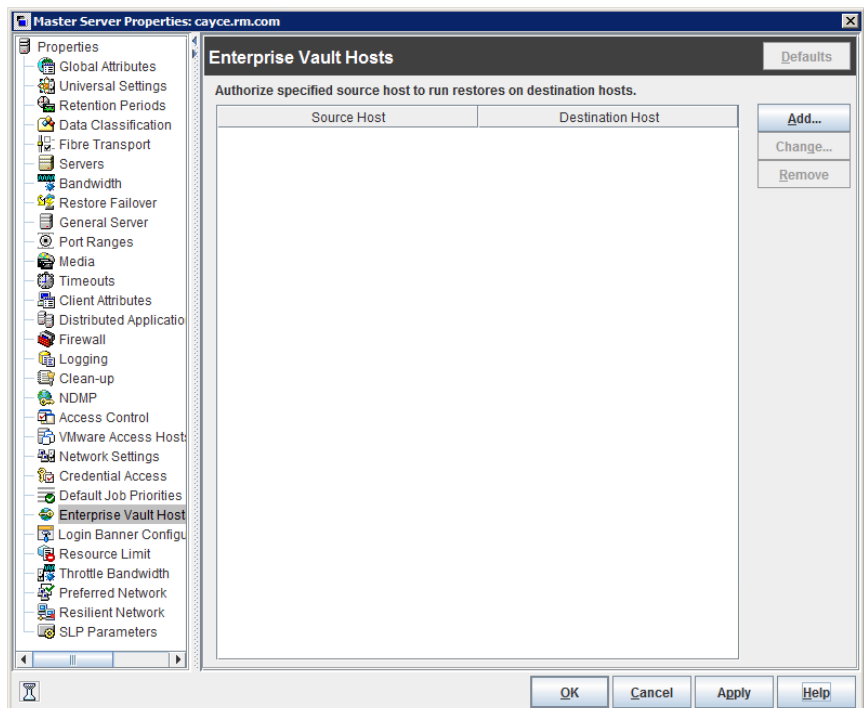 Master Server Properties: cayce.rm.com
Properties
Global Attributes
Universal Settings
Retention Periods
Data Classification
Fibre Transport
Servers
Bandwidth
Restore Failover
General Server
Port Ranges
Media
Timeouts
Client Attributes
Distributed Applicatio
Firewall
Logging
Clean-up
NDMP
Access Control
VMware Access Hosts
Network Settings
Credential Access
Default Job Priorities
Enterprise Vault Host
Login Banner Configu
Resource Limit
Throttle Bandwidth
Preferred Network
Resilient Network
SLP Parameters
Enterprise Vault Hosts
Defaults
Authorize specified source host to run restores on destination hosts.
Source Host Destination Host
Add...
Change...
Remove
OK Cancel Apply Help